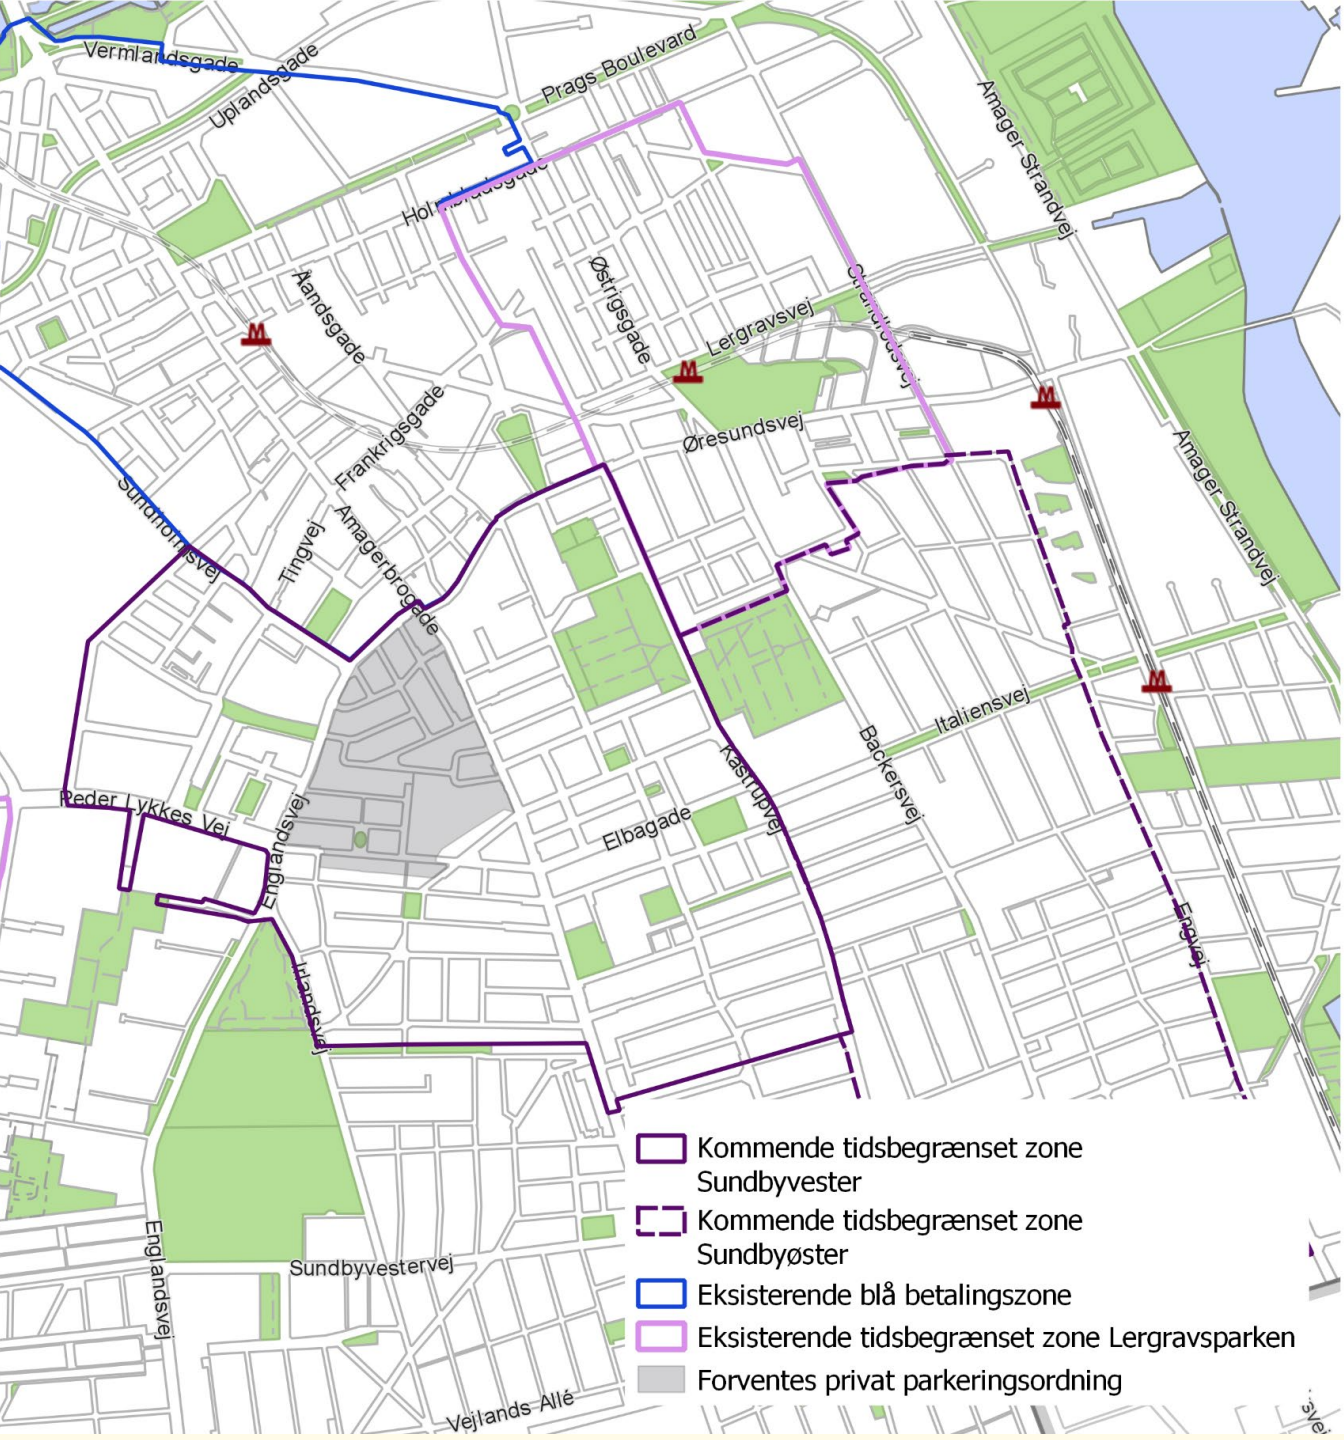 Vermlandsgade
Uplandsgade
Prags Boulevard
Amager Strandvej
Holmbladsgade
Ålandsgade
Østrigsgade
Lergravsvej
Strandlodsvej
Frankrigsgade
Øresundsvej
Amager Strandvej
Sundholmsvej
Tingvej
Amagerbrogade
Italiensvej
Backersvej
Kastrupvej
Peder Lykkes Vej
Englandsvej
Elbagade
Engvej
Irlandsvej
Englandsvej
Sundbyvestervej
Vejlands Allé
M
M
M
M
Kommende tidsbegrænset zone
Sundbyvester
Kommende tidsbegrænset zone
Sundbyøster
Eksisterende blå betalingszone
Eksisterende tidsbegrænset zone Lergravsparken
Forventes privat parkeringsordning